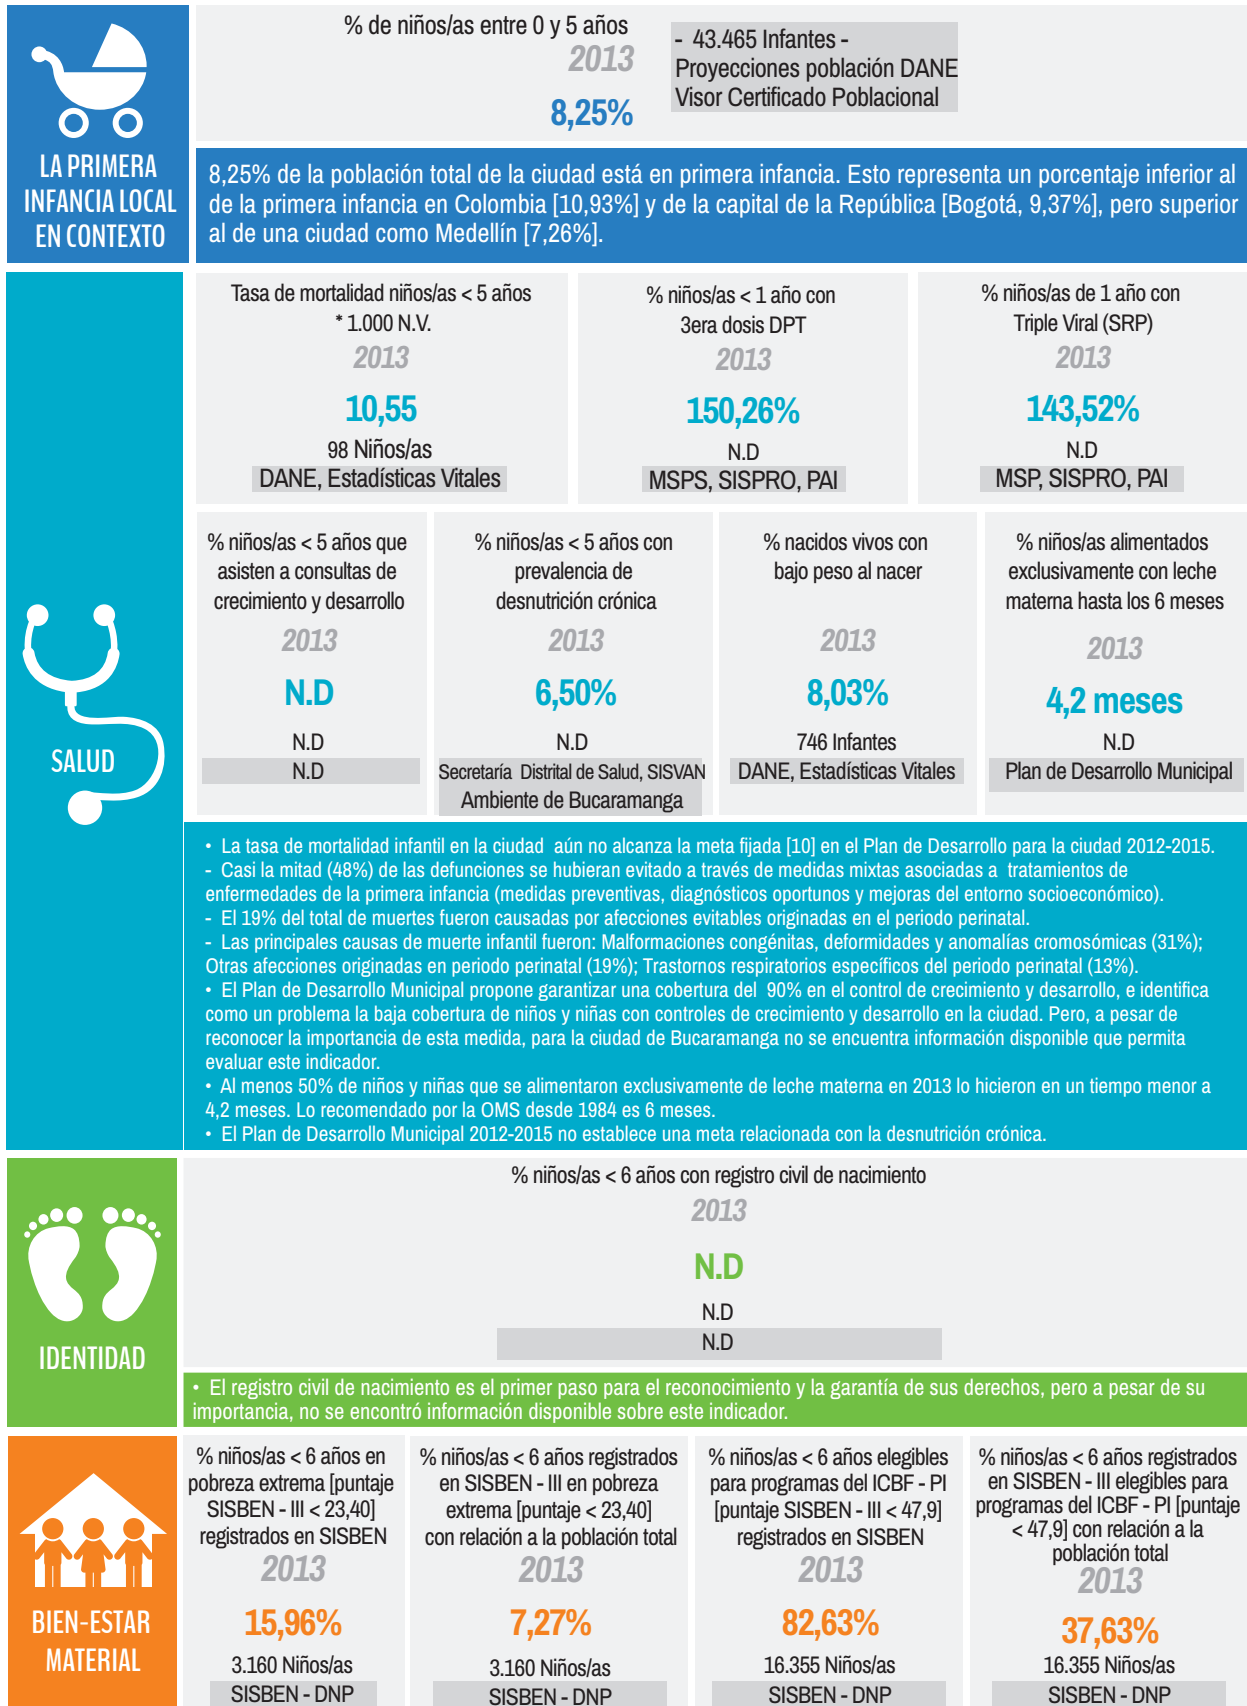 LA PRIMERA
INFANCIA LOCAL
EN CONTEXTO
% de niños/as entre 0 y 5 años
2013
8,25%
- 43.465 Infantes -
Proyecciones población DANE
Visor Certificado Poblacional
8,25% de la población total de la ciudad está en primera infancia. Esto representa un porcentaje inferior al
de la primera infancia en Colombia [10,93%] y de la capital de la República [Bogotá, 9,37%], pero superior
al de una ciudad como Medellín [7,26%].
SALUD
Tasa de mortalidad niños/as < 5 años
* 1.000 N.V.
2013
10,55
98 Niños/as
DANE, Estadísticas Vitales
% niños/as < 1 año con
3era dosis DPT
2013
150,26%
N.D
MSPS, SISPRO, PAI
% niños/as de 1 año con
Triple Viral (SRP)
2013
143,52%
N.D
MSP, SISPRO, PAI
% niños/as < 5 años que
asisten a consultas de
crecimiento y desarrollo
2013
N.D
N.D
N.D
% niños/as < 5 años con
prevalencia de
desnutrición crónica
2013
6,50%
N.D
Secretaría Distrital de Salud, SISVAN
Ambiente de Bucaramanga
% nacidos vivos con
bajo peso al nacer
2013
8,03%
746 Infantes
DANE, Estadísticas Vitales
% niños/as alimentados
exclusivamente con leche
materna hasta los 6 meses
2013
4,2 meses
N.D
Plan de Desarrollo Municipal
• La tasa de mortalidad infantil en la ciudad aún no alcanza la meta fijada [10] en el Plan de Desarrollo para la ciudad 2012-2015.
- Casi la mitad (48%) de las defunciones se hubieran evitado a través de medidas mixtas asociadas a tratamientos de
enfermedades de la primera infancia (medidas preventivas, diagnósticos oportunos y mejoras del entorno socioeconómico).
- El 19% del total de muertes fueron causadas por afecciones evitables originadas en el periodo perinatal.
- Las principales causas de muerte infantil fueron: Malformaciones congénitas, deformidades y anomalías cromosómicas (31%);
Otras afecciones originadas en periodo perinatal (19%); Trastornos respiratorios específicos del periodo perinatal (13%).
• El Plan de Desarrollo Municipal propone garantizar una cobertura del 90% en el control de crecimiento y desarrollo, e identifica
como un problema la baja cobertura de niños y niñas con controles de crecimiento y desarrollo en la ciudad. Pero, a pesar de
reconocer la importancia de esta medida, para la ciudad de Bucaramanga no se encuentra información disponible que permita
evaluar este indicador.
• Al menos 50% de niños y niñas que se alimentaron exclusivamente de leche materna en 2013 lo hicieron en un tiempo menor a
4,2 meses. Lo recomendado por la OMS desde 1984 es 6 meses.
• El Plan de Desarrollo Municipal 2012-2015 no establece una meta relacionada con la desnutrición crónica.
IDENTIDAD
% niños/as < 6 años con registro civil de nacimiento
2013
N.D
N.D
N.D
• El registro civil de nacimiento es el primer paso para el reconocimiento y la garantía de sus derechos, pero a pesar de su
importancia, no se encontró información disponible sobre este indicador.
BIEN-ESTAR
MATERIAL
% niños/as < 6 años en
pobreza extrema [puntaje
SISBEN - III < 23,40]
registrados en SISBEN
2013
15,96%
3.160 Niños/as
SISBEN - DNP
% niños/as < 6 años registrados
en SISBEN - III en pobreza
extrema [puntaje < 23,40]
con relación a la población total
2013
7,27%
3.160 Niños/as
SISBEN - DNP
% niños/as < 6 años elegibles
para programas del ICBF - PI
[puntaje SISBEN - III < 47,9]
registrados en SISBEN
2013
82,63%
16.355 Niños/as
SISBEN - DNP
% niños/as < 6 años registrados
en SISBEN - III elegibles para
programas del ICBF - PI [puntaje
< 47,9] con relación a la
población total
2013
37,63%
16.355 Niños/as
SISBEN - DNP